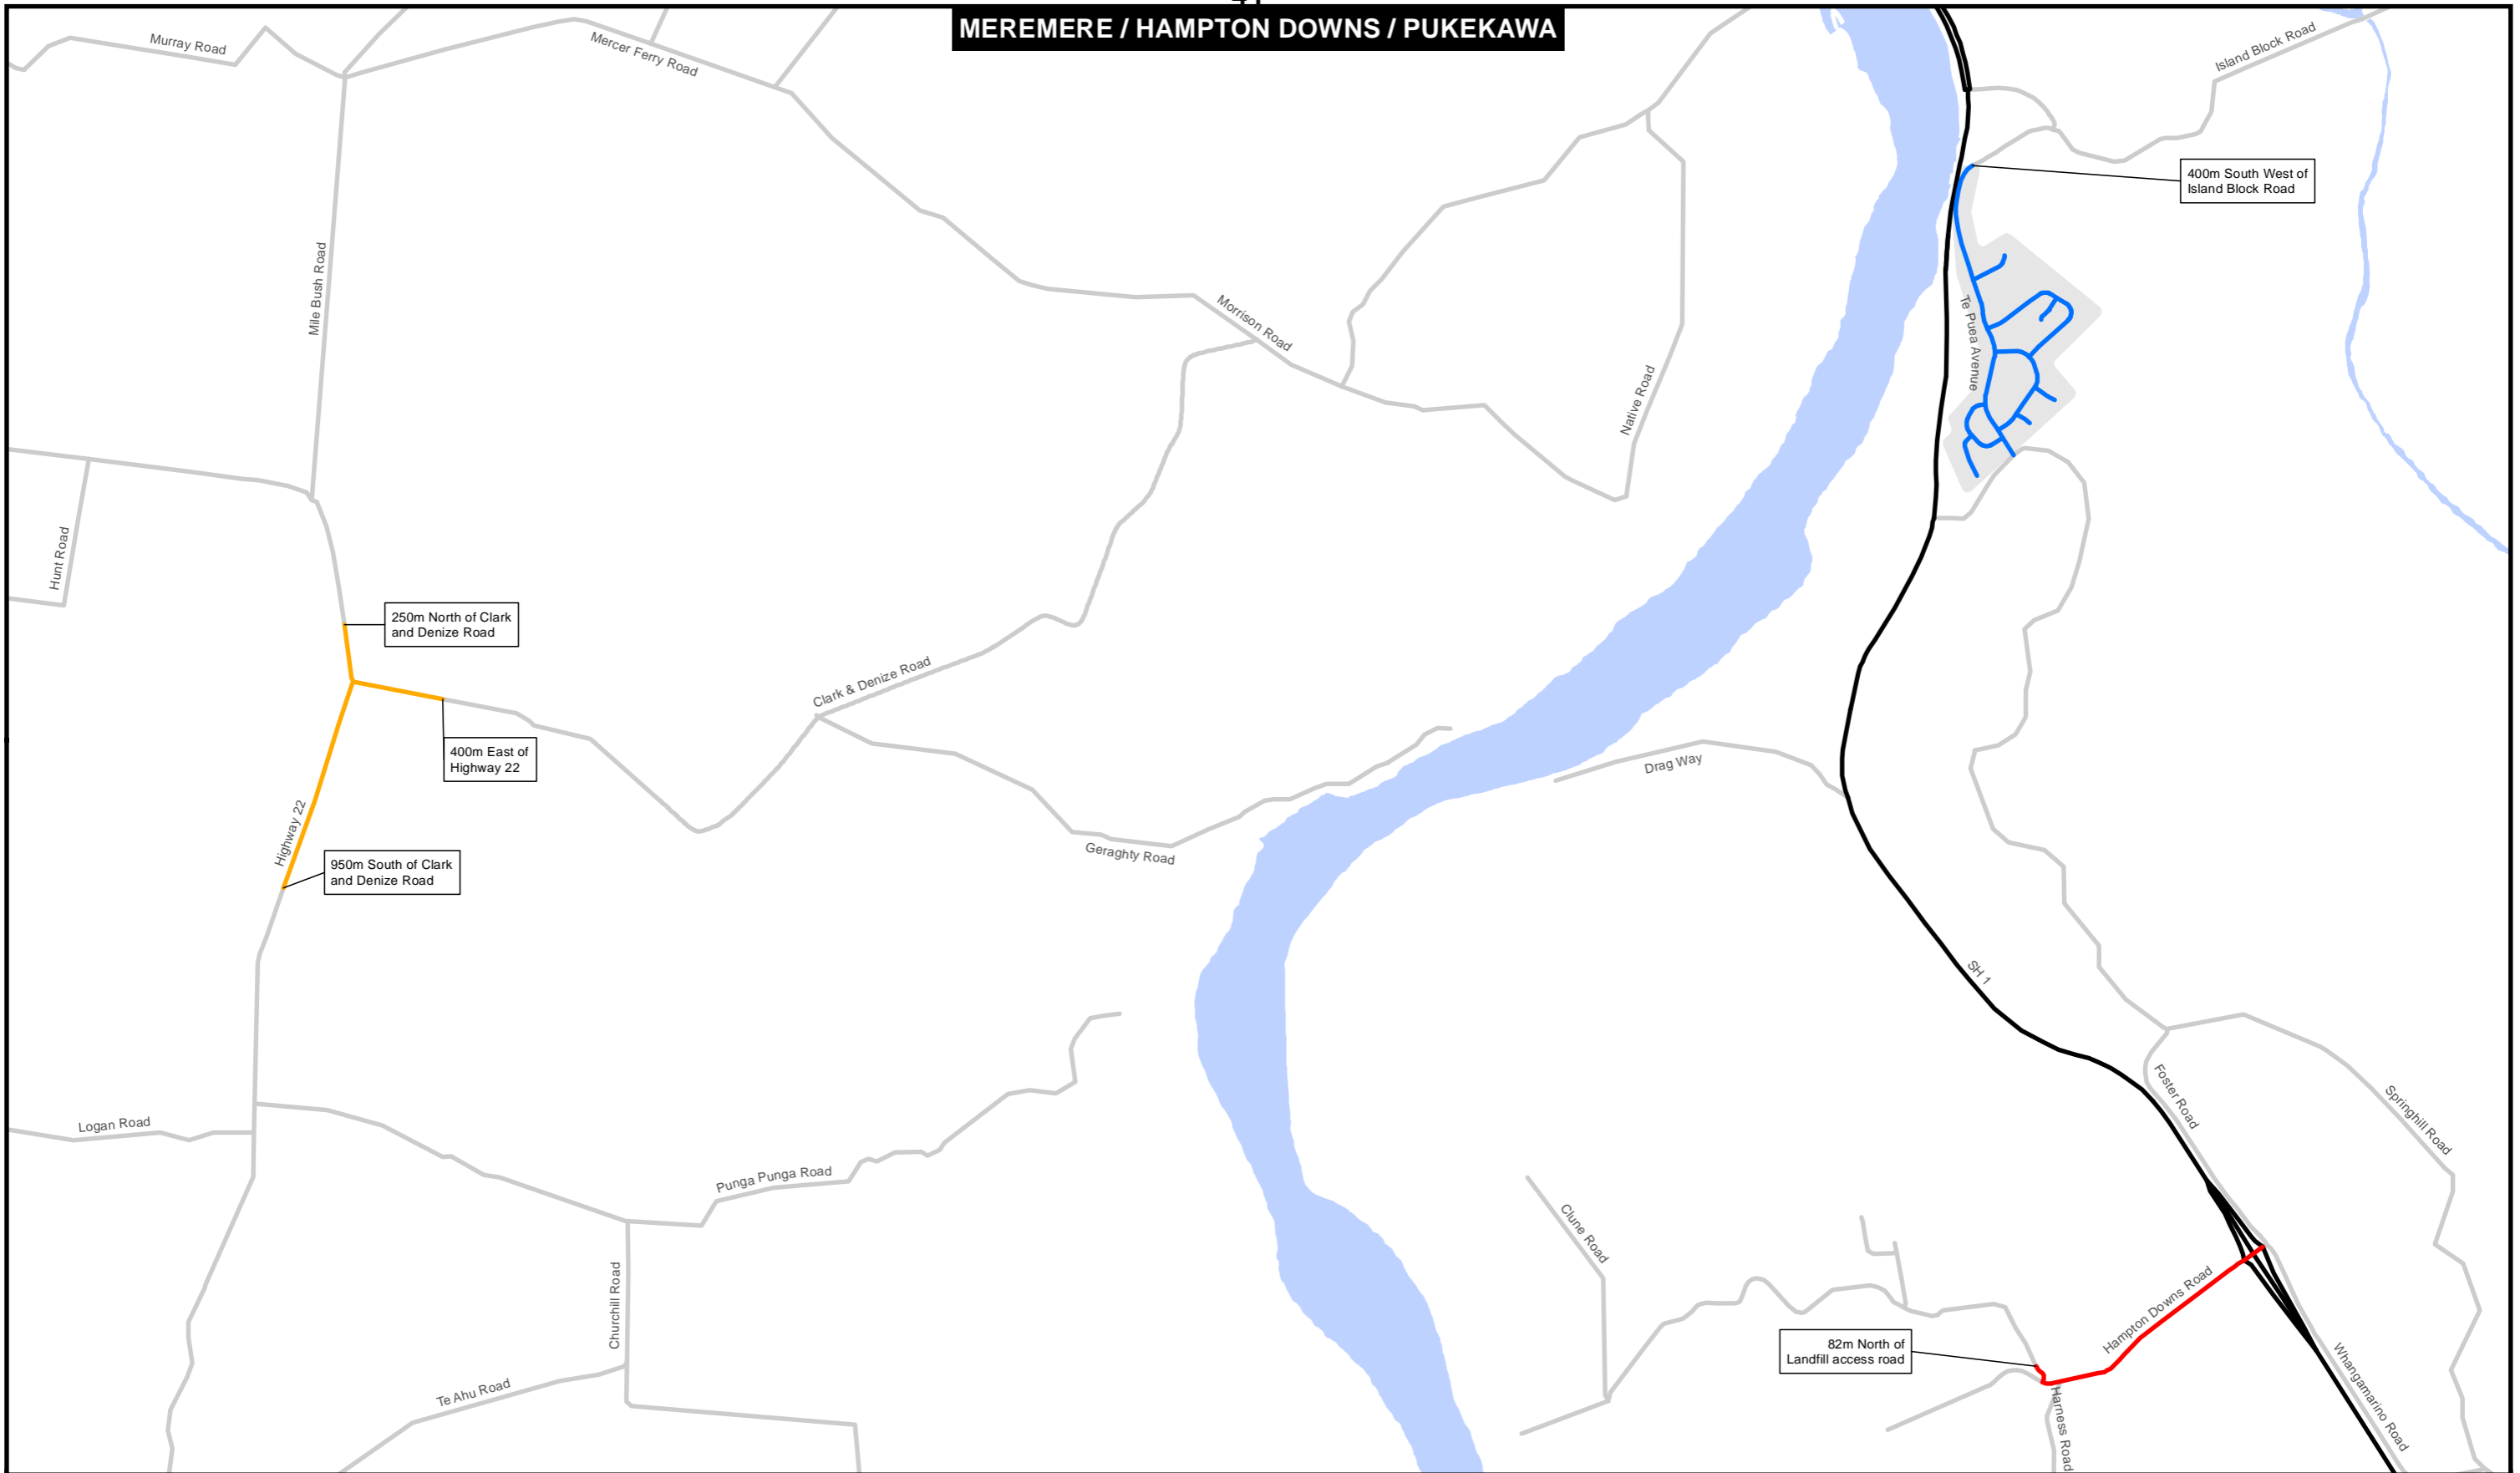 MEREMERE / HAMPTON DOWNS / PUKEKAWA
Murray Road
Mercer Ferry Road
Island Block Road
400m South West of
Island Block Road
Mile Bush Road
Morrison Road
Te Puea Avenue
Native Road
Hunt Road
250m North of Clark
and Denize Road
Clark & Denize Road
400m East of
Highway 22
Drag Way
Highway 22
Geraghty Road
950m South of Clark
and Denize Road
SH 1
Foster Road
Springhill Road
Logan Road
Punga Punga Road
Clune Road
Churchill Road
Hampton Downs Road
82m North of
Landfill access road
Te Ahu Road
Harness Road
Whangamarino Road